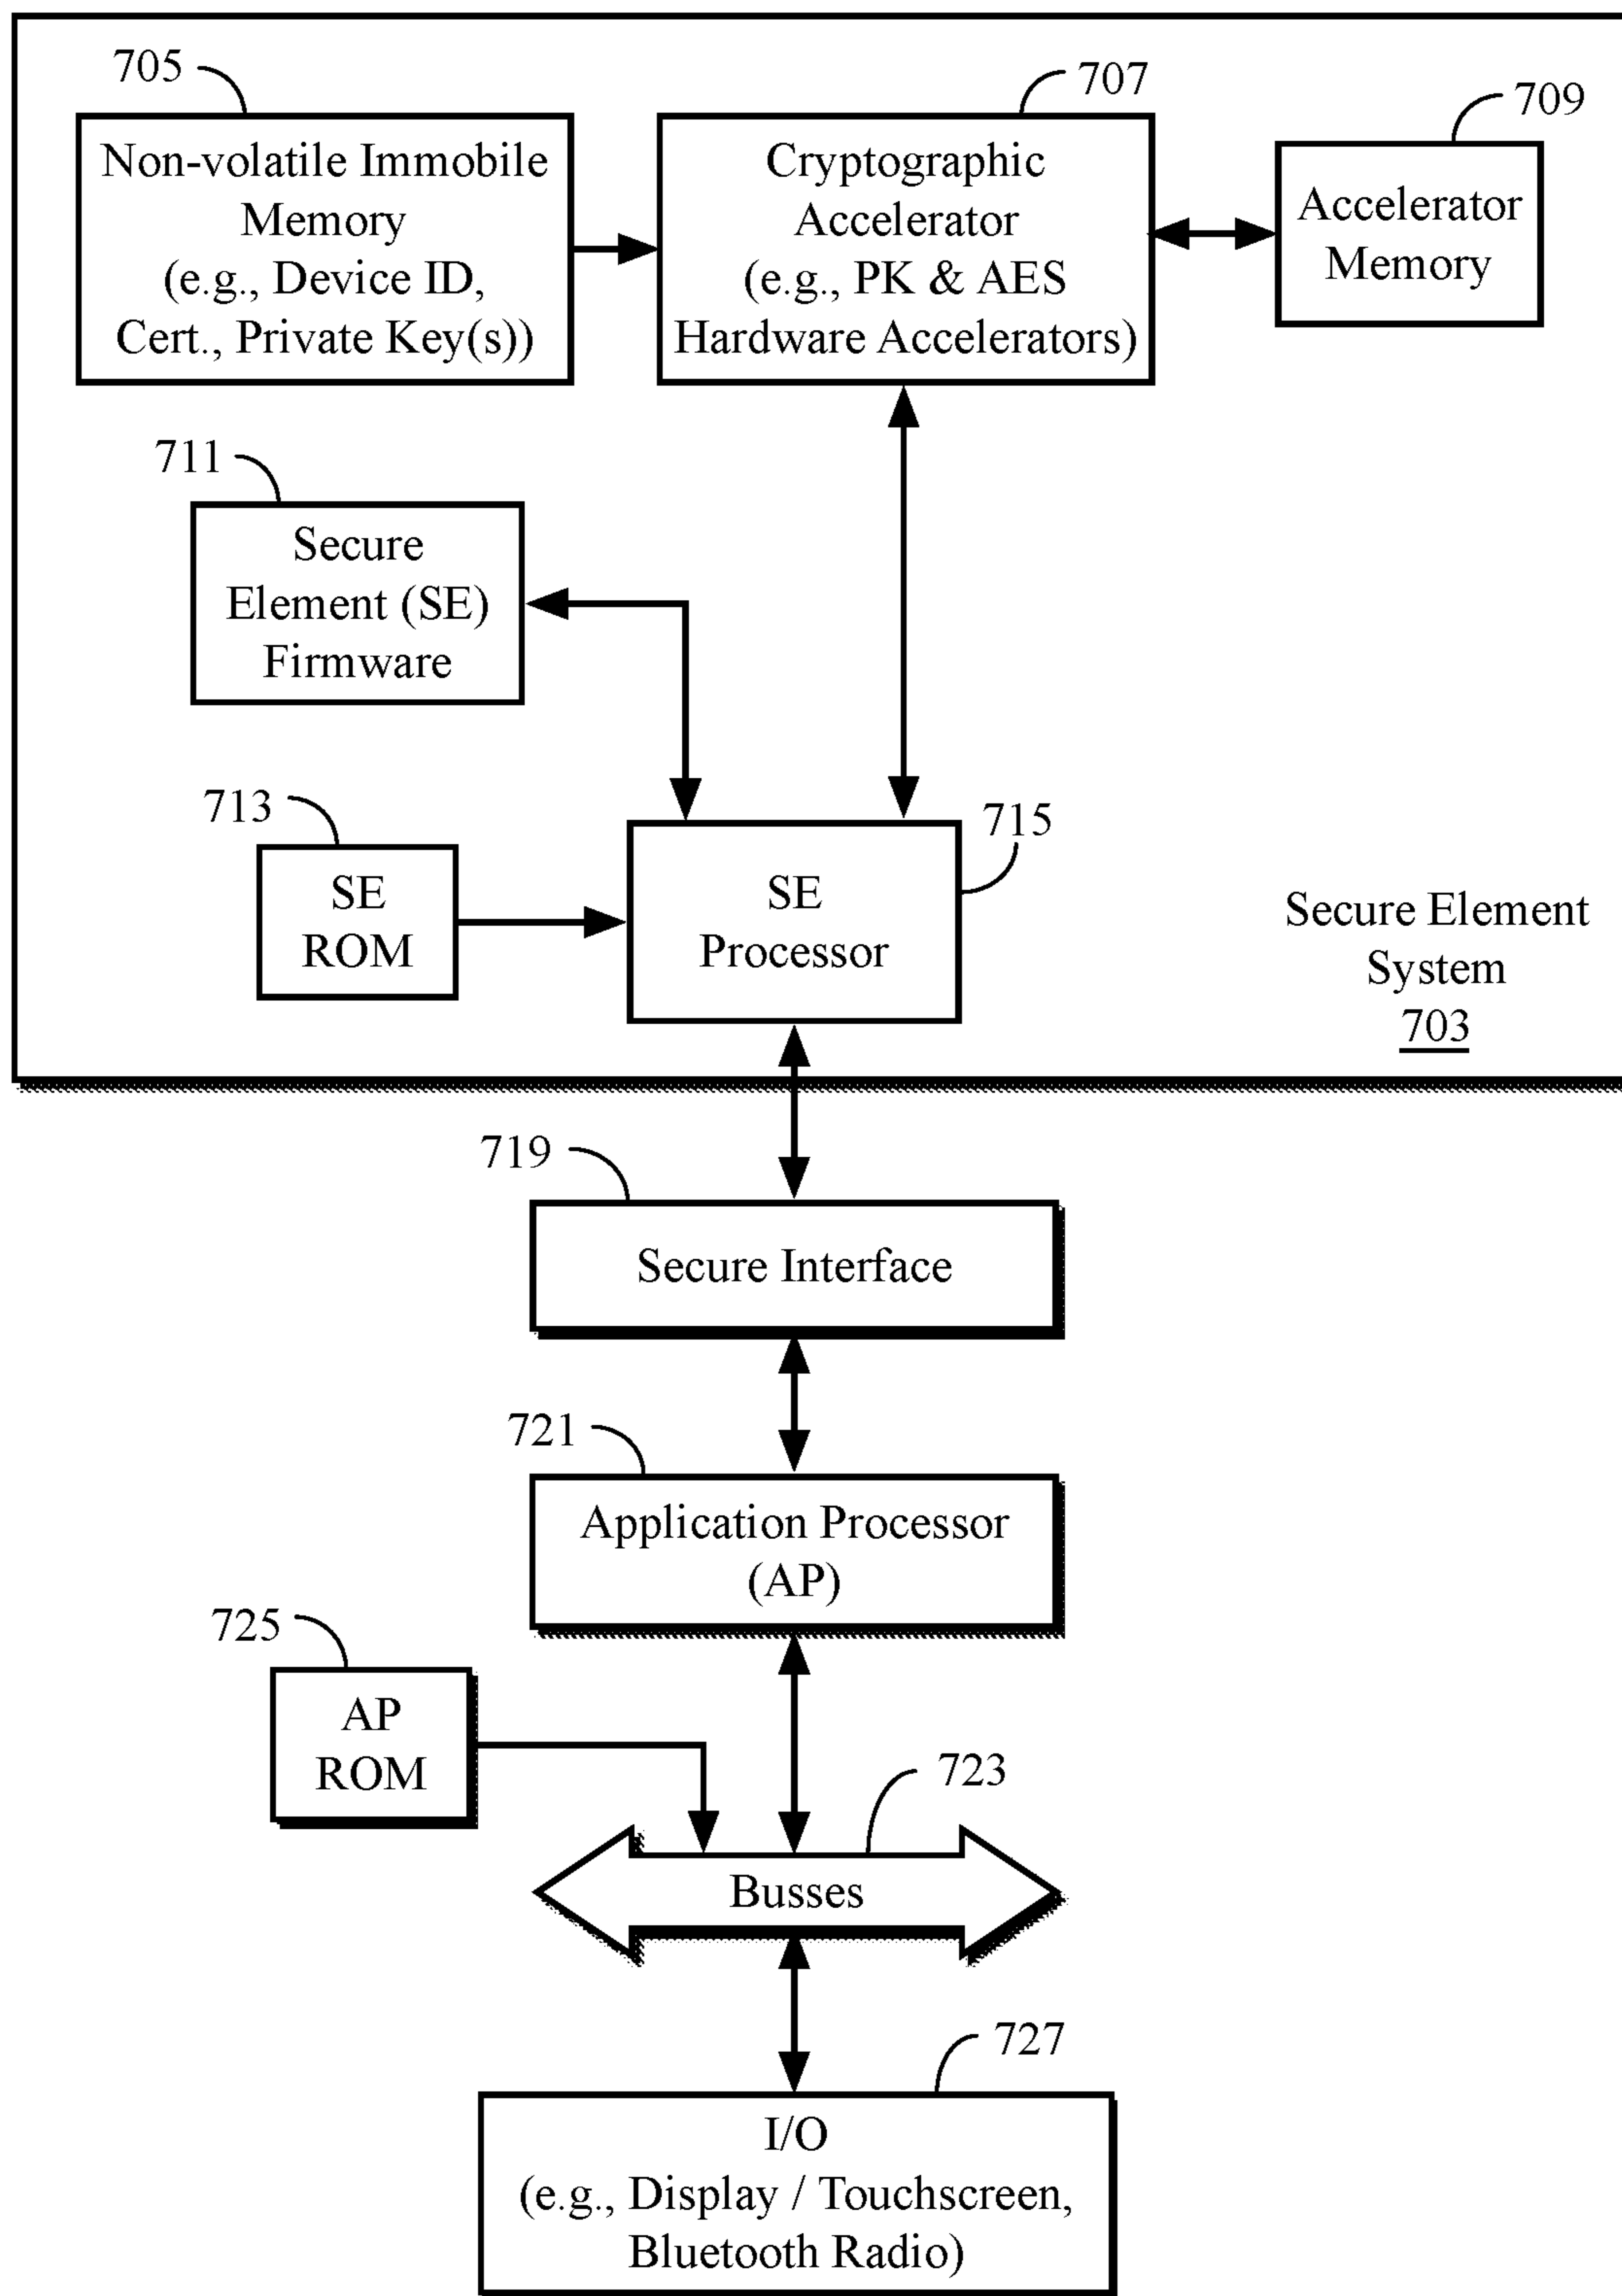 705
Non-volatile Immobile
Memory
(e.g., Device ID,
Cert., Private Key(s))
707
Cryptographic
Accelerator
(e.g., PK & AES
Hardware Accelerators)
709
Accelerator
Memory
711
Secure
Element (SE)
Firmware
713
SE
ROM
715
SE
Processor
Secure Element
System
703
719
Secure Interface
721
Application Processor
(AP)
725
AP
ROM
723
Busses
727
I/O
(e.g., Display / Touchscreen,
Bluetooth Radio)